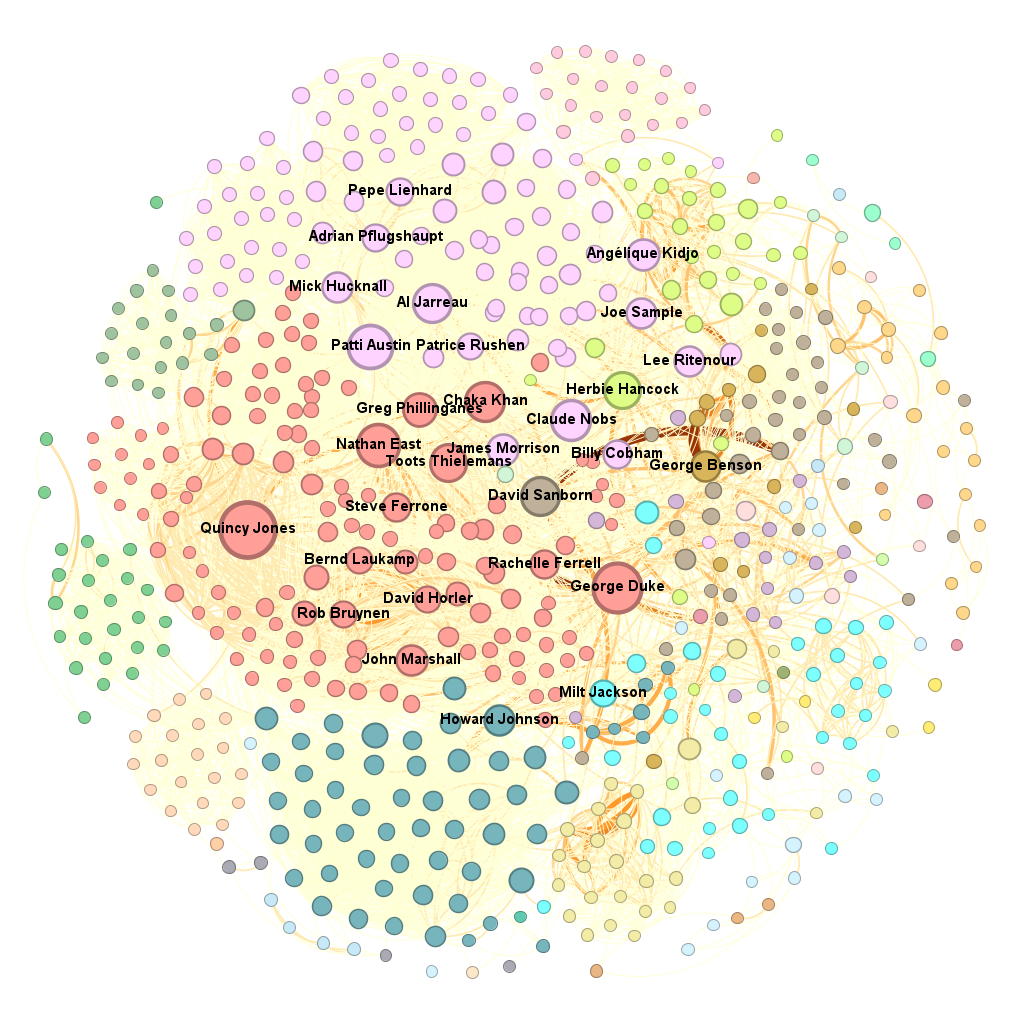 Pepe Lienhard
Adrian Pflugshaupt
Angélique Kidjo
Mick Hucknall
Al Jarreau
Joe Sample
Patti Austin Patrice Rushen
Lee Ritenour
Herbie Hancock
Chaka Khan
Greg Phillinganes
Claude Nobs
Nathan East
James Morrison
Billy Cobham
Toots Thielemans
George Benson
David Sanborn
Steve Ferrone
Quincy Jones
Bernd Laukamp
Rachelle Ferrell
George Duke
David Horler
Rob Bruynen
John Marshall
Milt Jackson
Howard Johnson